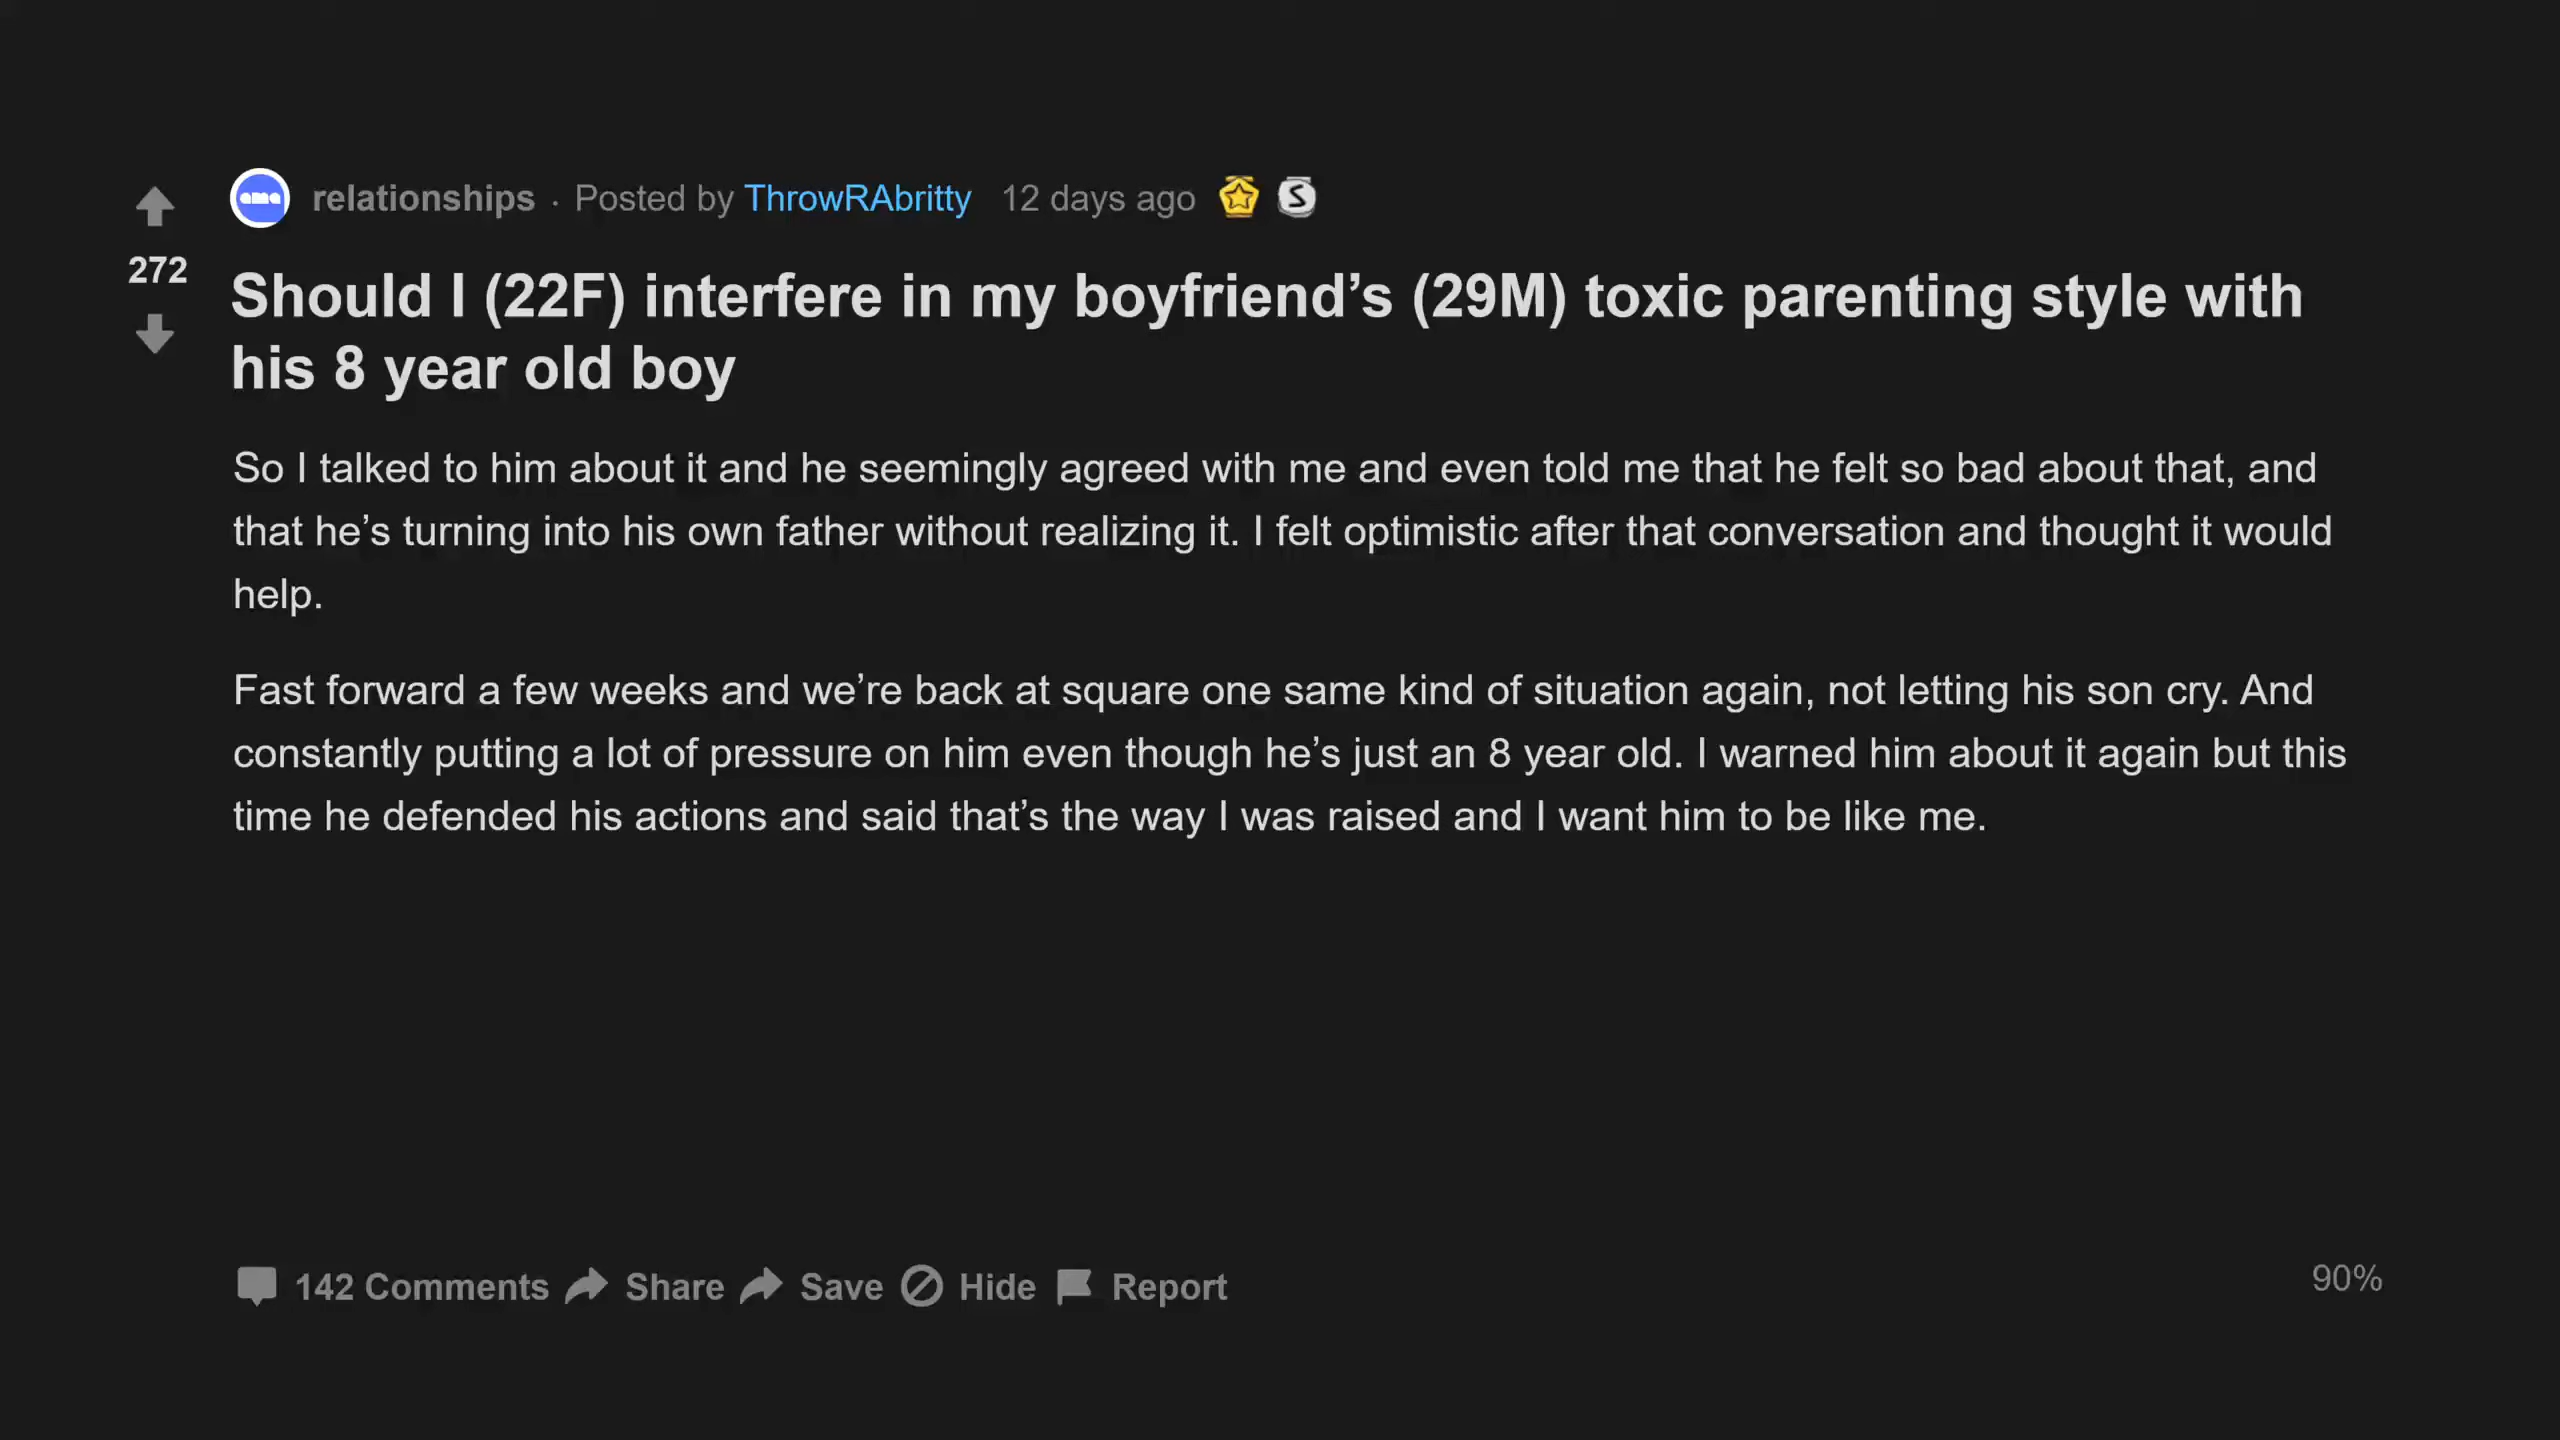 relationships · Posted by ThrowRAbritty 12 days ago
272
Should I (22F) interfere in my boyfriend’s (29M) toxic parenting style with
his 8 year old boy
So I talked to him about it and he seemingly agreed with me and even told me that he felt so bad about that, and
that he’s turning into his own father without realizing it. I felt optimistic after that conversation and thought it would
help.
Fast forward a few weeks and we’re back at square one same kind of situation again, not letting his son cry. And
constantly putting a lot of pressure on him even though he’s just an 8 year old. I warned him about it again but this
time he defended his actions and said that’s the way I was raised and I want him to be like me.
142 Comments Share Save Hide Report
90%